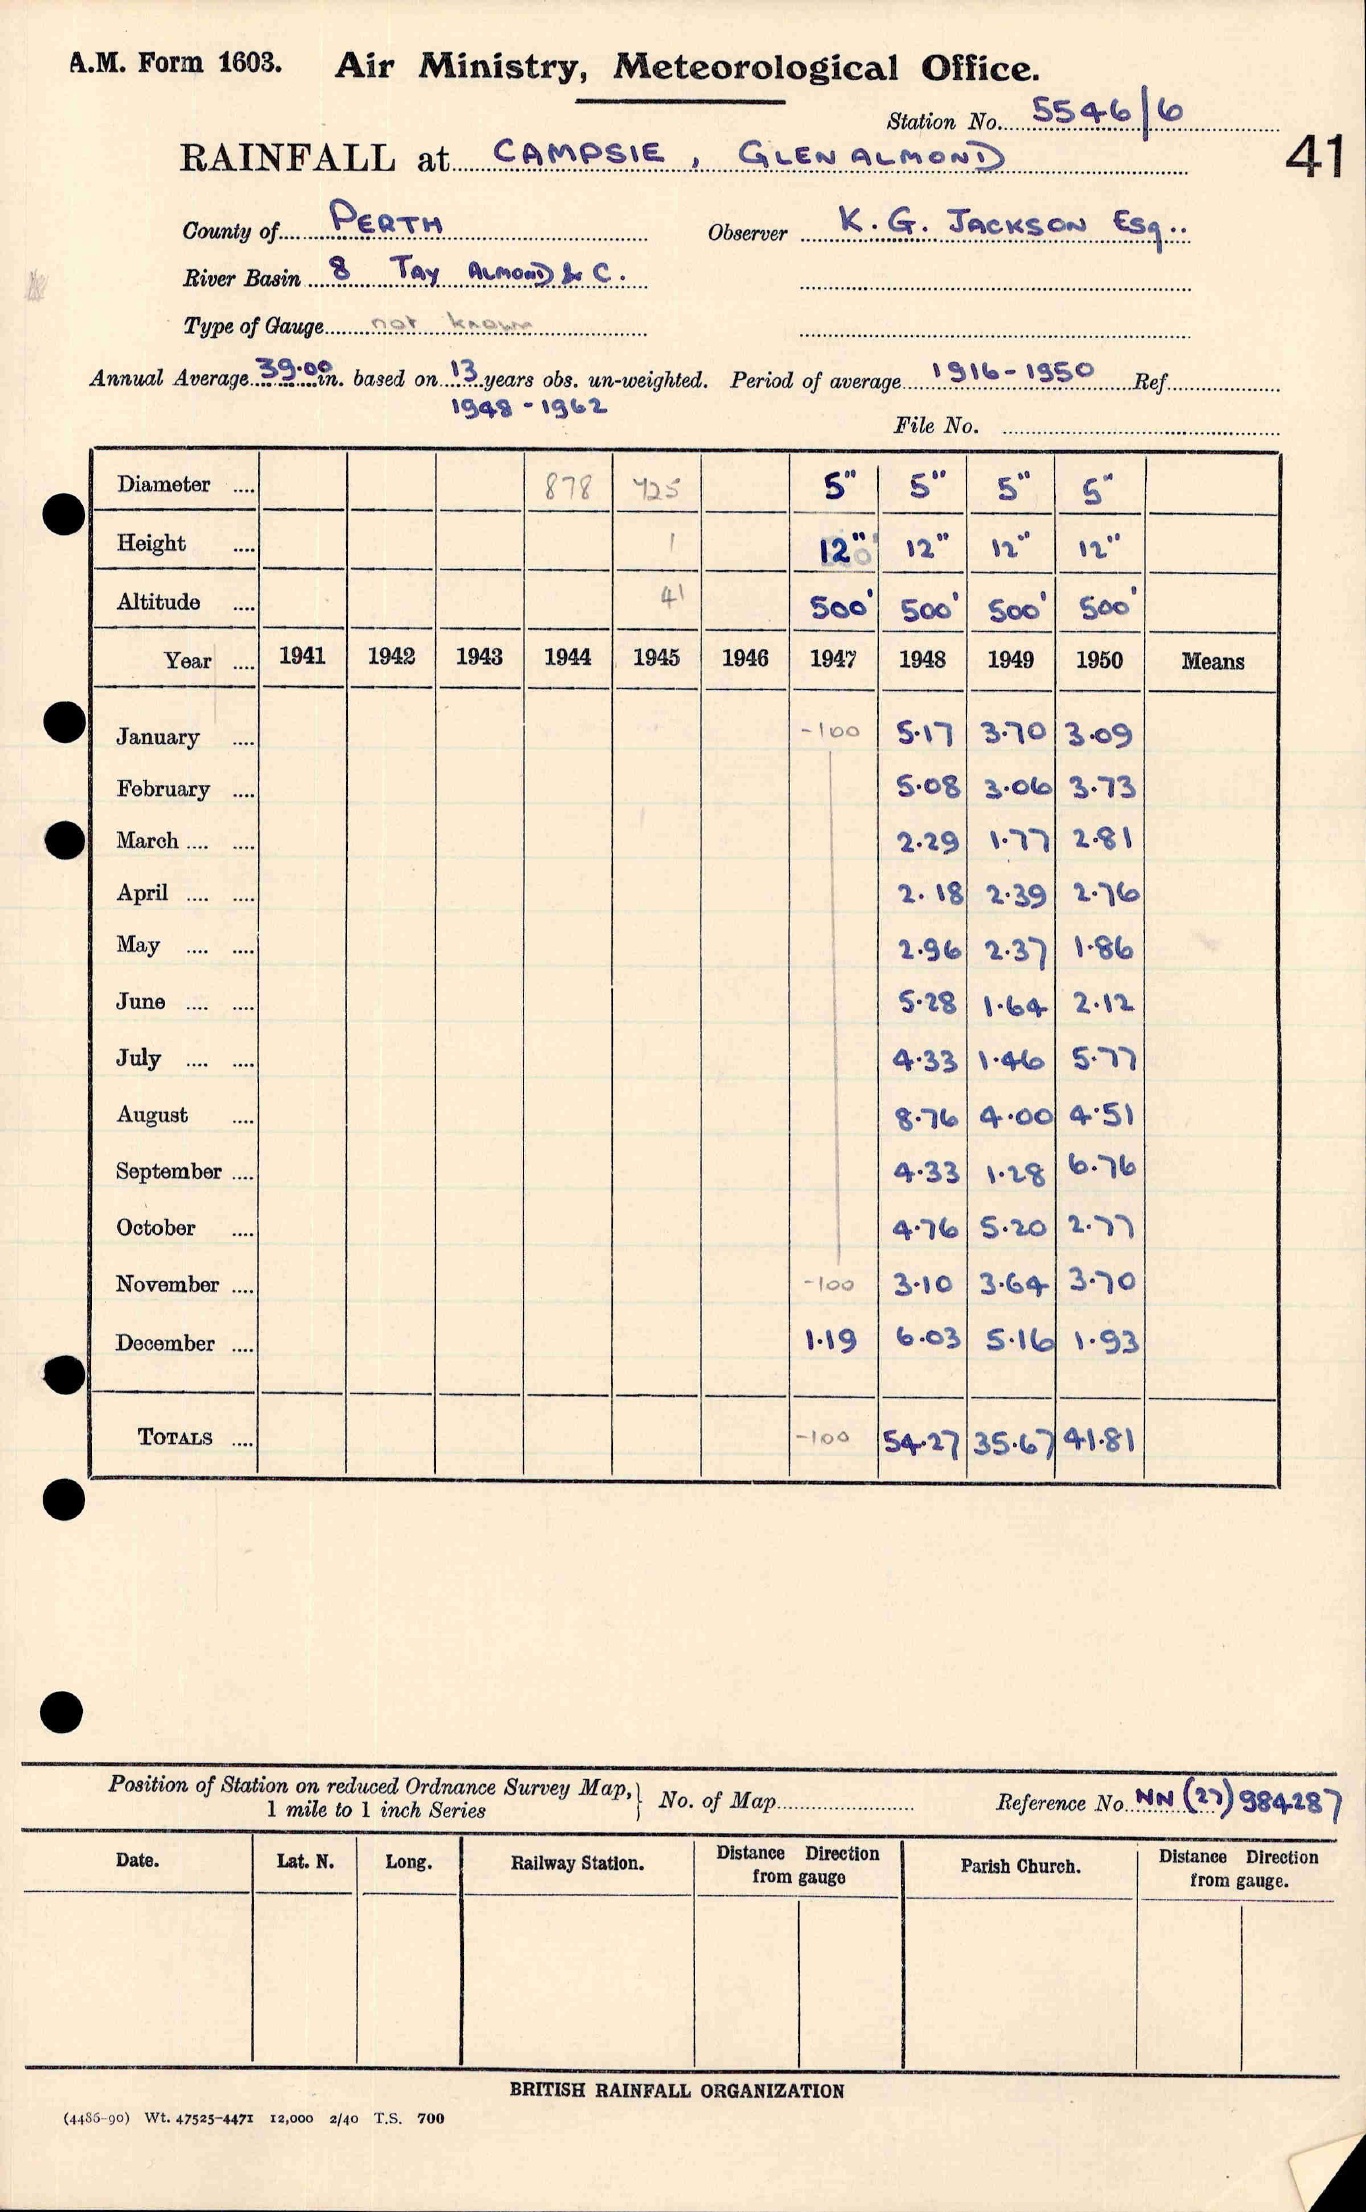 A.M. Form 1603. Air Ministry, Meteorological Office.
Station No. 5546/6
RAINFALL at CAMPSIE, GLENALMOND
41
County of PERTH Observer K. G. JACKSON Esq..
River Basin 8 TAY ALMOND & C.
Type of Gauge not known
Annual Average 39.00 in. based on 13 years obs. un-weighted. Period of average 1916-1950 Ref.
1948-1962
File No.
Diameter .... 878 425 5" 5" 5" 5"
Height .... 1 12" 12" 12" 12"
Altitude .... 41 500' 500' 500' 500'
Year .... 1941 1942 1943 1944 1945 1946 1947 1948 1949 1950 Means
January .... -100 5.17 3.70 3.09
February .... 5.08 3.06 3.73
March .... .... 2.29 1.77 2.81
April .... .... 2.18 2.39 2.76
May .... .... 2.96 2.37 1.86
June .... .... 5.28 1.64 2.12
July .... .... 4.33 1.46 5.77
August .... 8.76 4.00 4.51
September .... 4.33 1.28 6.76
October .... 4.76 5.20 2.77
November .... -100 3.10 3.64 3.70
December .... 1.19 6.03 5.16 1.93
TOTALS .... -100 54.27 35.67 41.81
Position of Station on reduced Ordnance Survey Map,
1 mile to 1 inch Series } No. of Map Reference No. NN (27) 984287
Date. Lat. N. Long. Railway Station. Distance Direction from gauge Parish Church. Distance Direction from gauge.
BRITISH RAINFALL ORGANIZATION
(4486-90) Wt. 47525-4471 12,000 2/40 T.S. 700